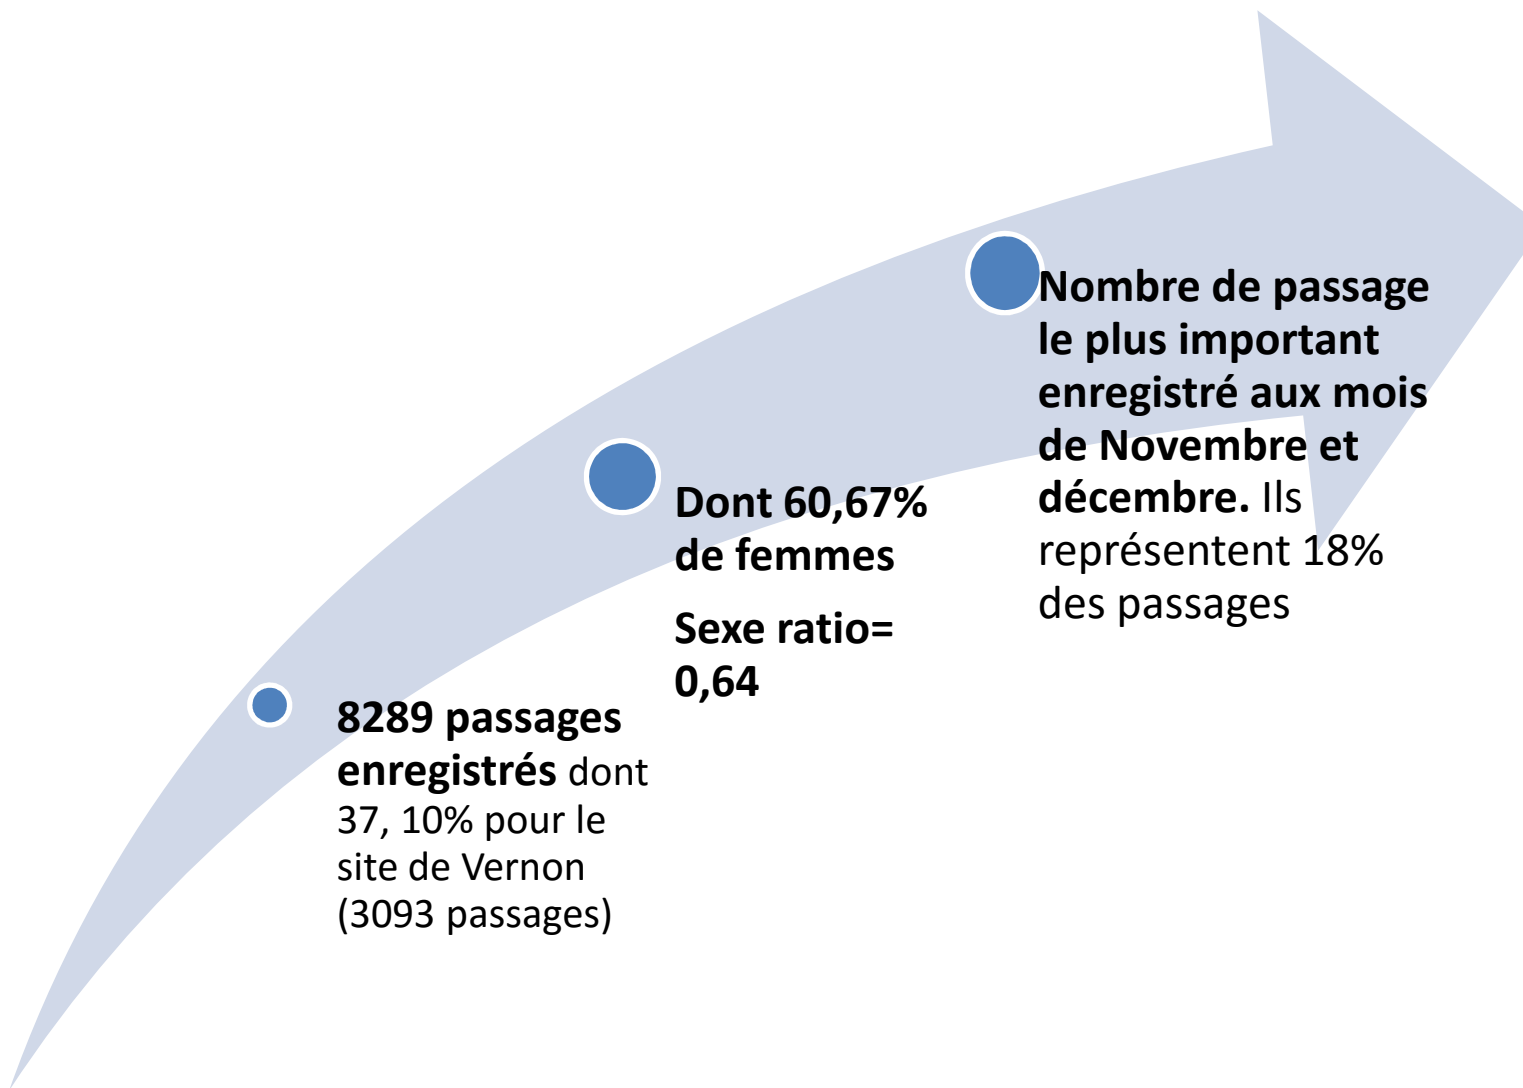 8289 passages
enregistrés dont
37, 10% pour le
site de Vernon
(3093 passages)
Dont 60,67%
de femmes
Sexe ratio=
0,64
Nombre de passage
le plus important
enregistré aux mois
de Novembre et
décembre. Ils
représentent 18%
des passages